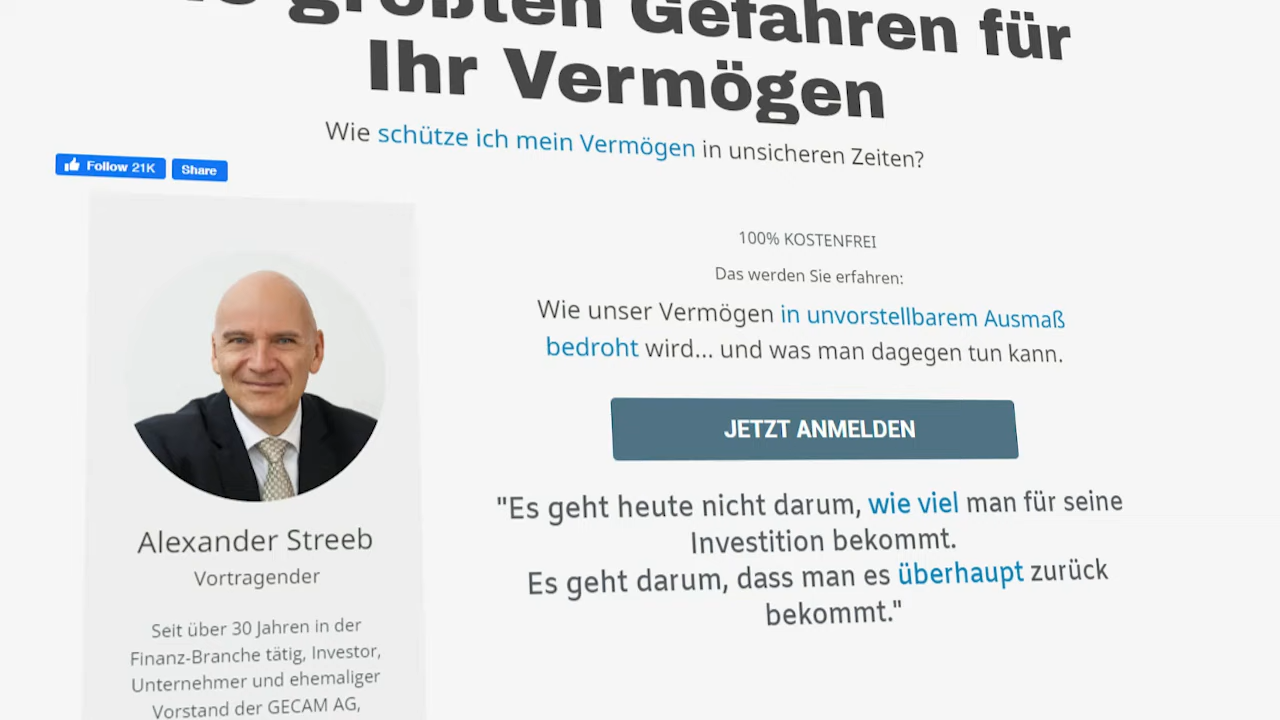 größten Gefahren für
Ihr Vermögen
Wie schütze ich mein Vermögen in unsicheren Zeiten?
Follow 21K
Share
100% KOSTENFREI
Das werden Sie erfahren:
Wie unser Vermögen in unvorstellbarem Ausmaß
bedroht wird... und was man dagegen tun kann.
JETZT ANMELDEN
"Es geht heute nicht darum, wie viel man für seine
Investition bekommt.
Es geht darum, dass man es überhaupt zurück
bekommt."
Alexander Streeb
Vortragender
Seit über 30 Jahren in der
Finanz-Branche tätig, Investor,
Unternehmer und ehemaliger
Vorstand der GECAM AG,